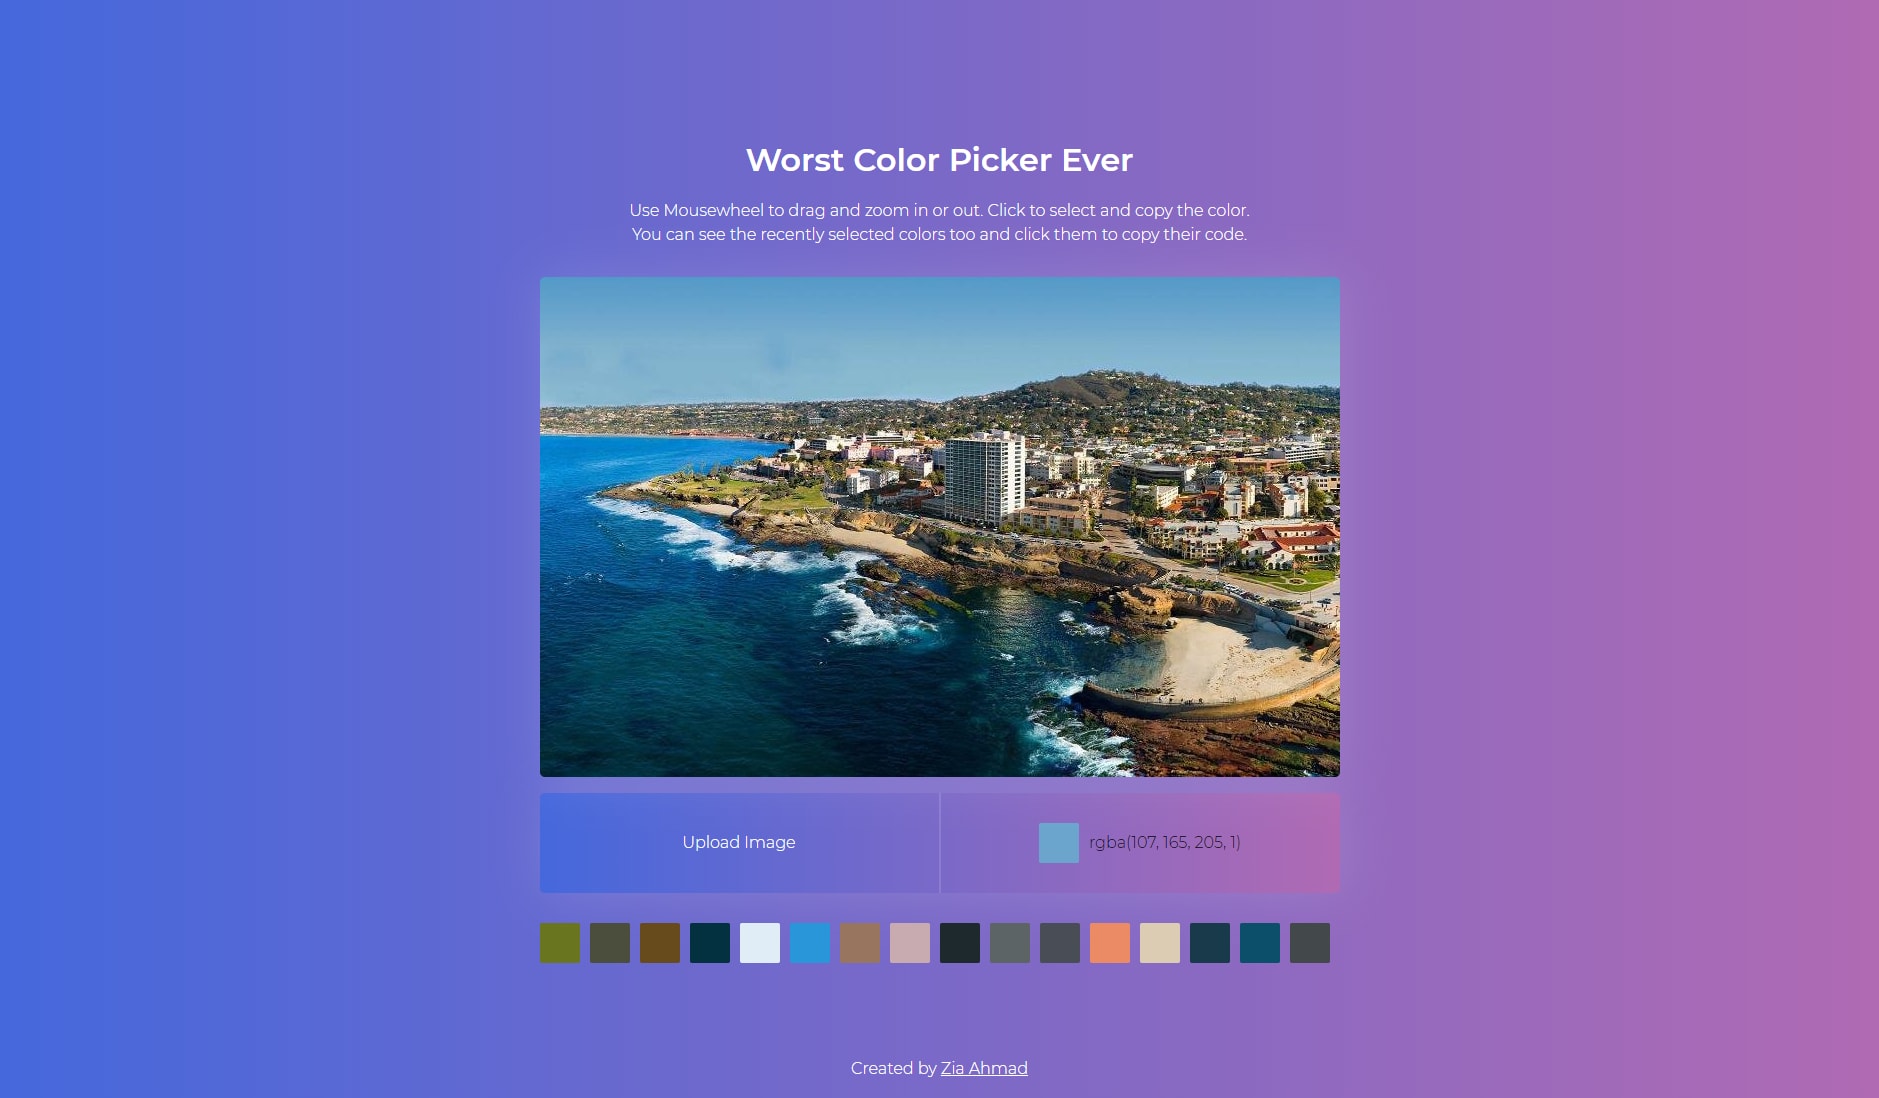 Worst Color Picker Ever
Use Mousewheel to drag and zoom in or out. Click to select and copy the color.
You can see the recently selected colors too and click them to copy their code.
Upload Image
rgba(107, 165, 205, 1)
Created by Zia Ahmad